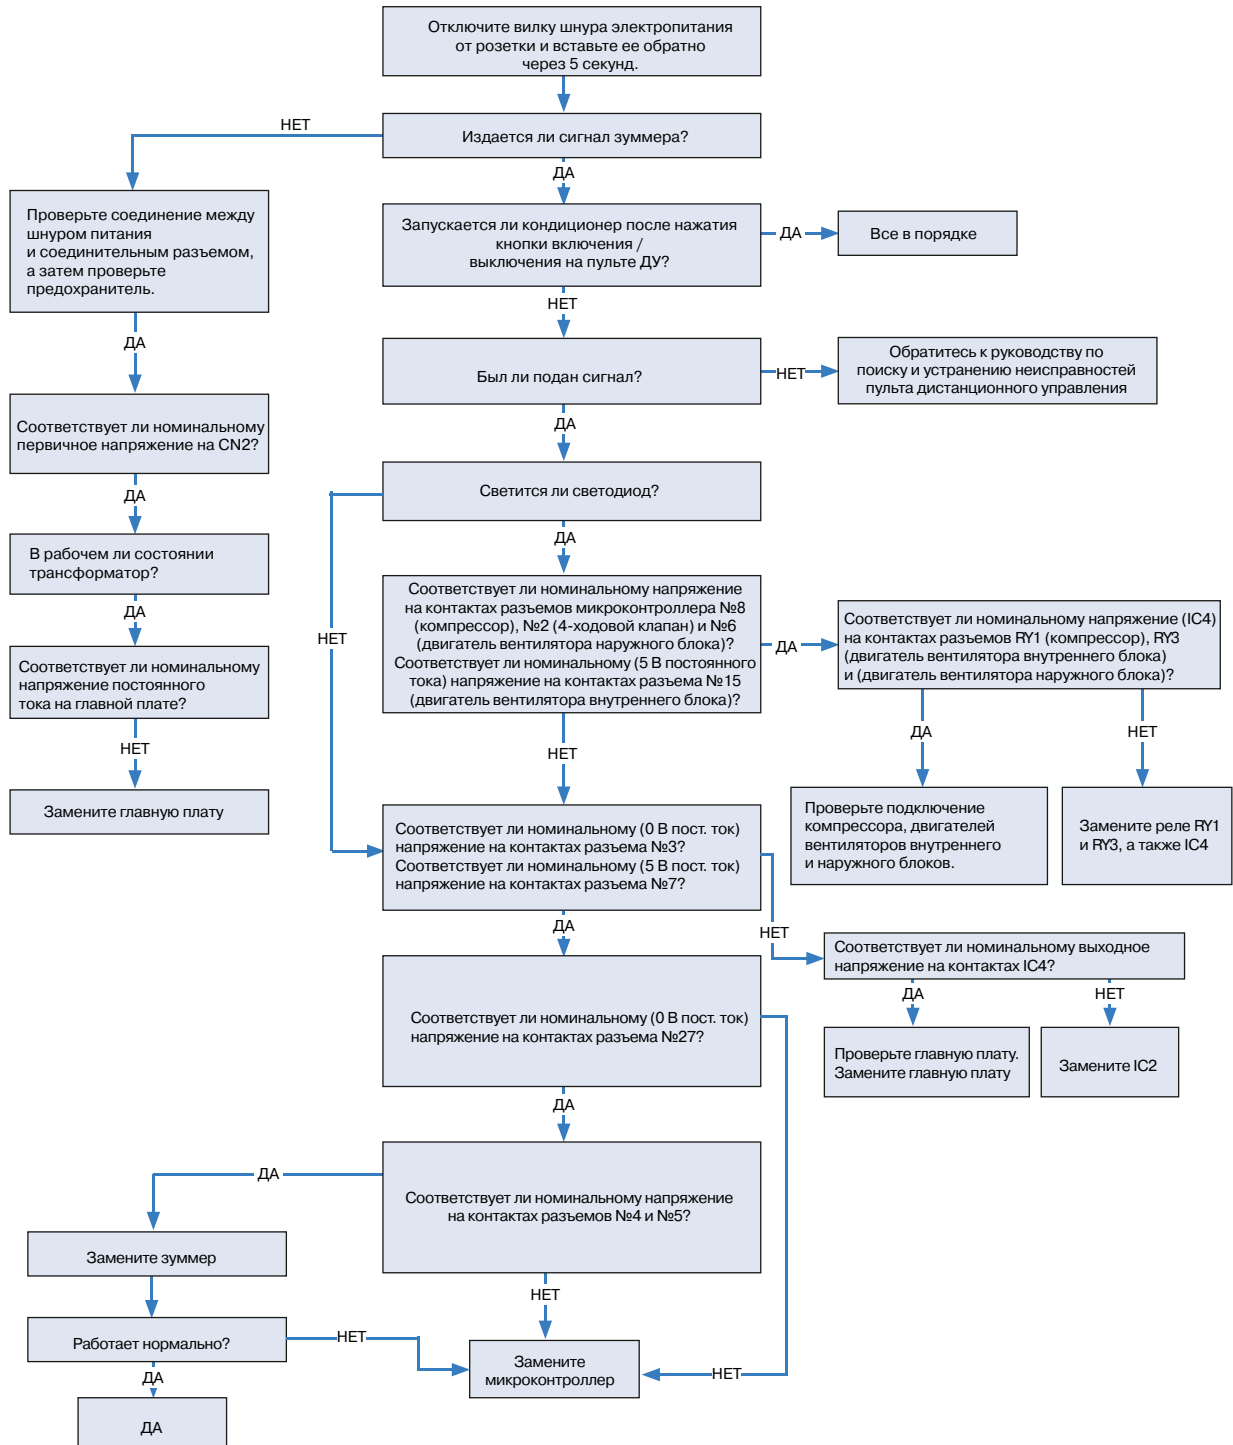 Отключите вилку шнура электропитания
от розетки и вставьте ее обратно
через 5 секунд.
НЕТ
Издается ли сигнал зуммера?
ДА
Проверьте соединение между
шнуром питания
и соединительным разъемом,
а затем проверьте
предохранитель.
Запускается ли кондиционер после нажатия
кнопки включения /
выключения на пульте ДУ?
ДА
Все в порядке
НЕТ
ДА
Был ли подан сигнал?
НЕТ
Обратитесь к руководству по
поиску и устранению неисправностей
пульта дистанционного управления
Соответствует ли номинальному
первичное напряжение на CN2?
ДА
Светится ли светодиод?
ДА
ДА
В рабочем ли состоянии
трансформатор?
ДА
НЕТ
Соответствует ли номинальному напряжение
на контактах разъемов микроконтроллера №8
(компрессор), №2 (4-ходовой клапан) и №6
(двигатель вентилятора наружного блока)?
Соответствует ли номинальному (5 В постоянного
тока) напряжение на контактах разъема №15
(двигатель вентилятора внутреннего блока)?
ДА
Соответствует ли номинальному напряжение (IC4)
на контактах разъемов RY1 (компрессор), RY3
(двигатель вентилятора внутреннего блока)
и (двигатель вентилятора наружного блока)?
Соответствует ли номинальному
напряжение постоянного
тока на главной плате?
НЕТ
НЕТ
ДА
НЕТ
Замените главную плату
Соответствует ли номинальному (0 В пост. ток)
напряжение на контактах разъема №3?
Соответствует ли номинальному (5 В пост. ток)
напряжение на контактах разъема №7?
Проверьте подключение
компрессора, двигателей
вентиляторов внутреннего
и наружного блоков.
Замените реле RY1
и RY3, а также IC4
ДА
НЕТ
Соответствует ли номинальному выходное
напряжение на контактах IC4?
ДА
НЕТ
Соответствует ли номинальному (0 В пост. ток)
напряжение на контактах разъема №27?
Проверьте главную плату.
Замените главную плату
Замените IC2
ДА
ДА
Соответствует ли номинальному напряжение
на контактах разъемов №4 и №5?
Замените зуммер
НЕТ
Работает нормально?
НЕТ
Замените
микроконтроллер
НЕТ
ДА
ДА